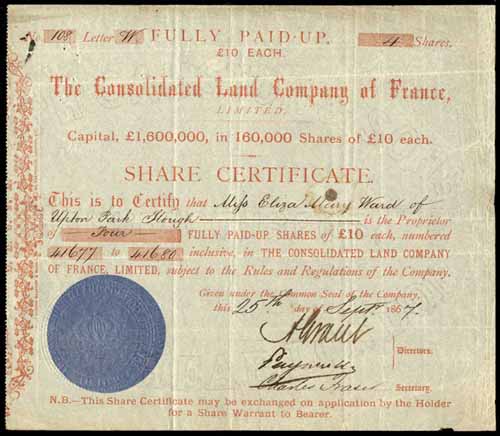 No. 108. Letter W. FULLY PAID-UP. 4 Shares.
£10 EACH.
The Consolidated Land Company of France,
LIMITED.
Capital, £1,600,000, in 160,000 Shares of £10 each.
SHARE CERTIFICATE.
This is to Certify that Miss Eliza Mary Ward of
Upton Park Slough is the Proprietor
of Four FULLY PAID-UP SHARES of £10 each, numbered
41677 to 41680 inclusive, in THE CONSOLIDATED LAND COMPANY
OF FRANCE, LIMITED, subject to the Rules and Regulations of the Company.
Given under the Common Seal of the Company,
this 25th day of Septr 1867.
Directors.
Charles Fraser Secretary.
N.B.—This Share Certificate may be exchanged on application by the Holder
for a Share Warrant to Bearer.